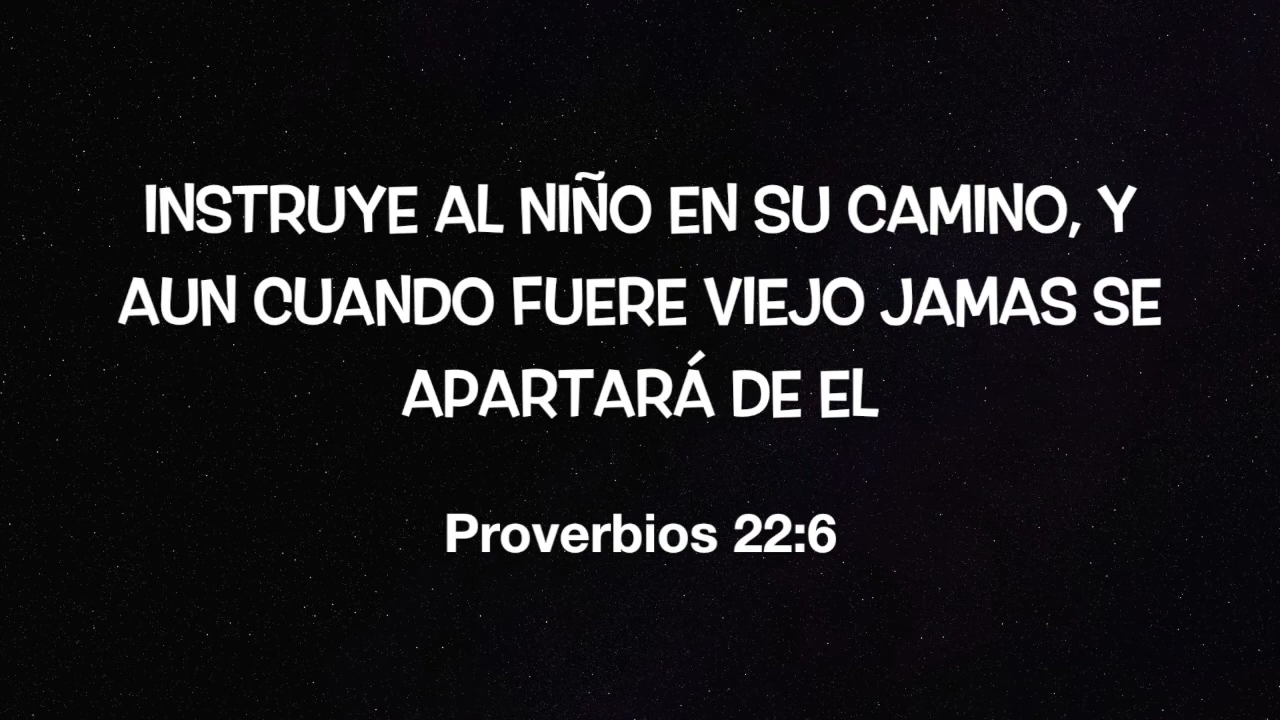 INSTRUYE AL NIÑO EN SU CAMINO, Y
AUN CUANDO FUERE VIEJO JAMAS SE
APARTARÁ DE EL
Proverbios 22:6